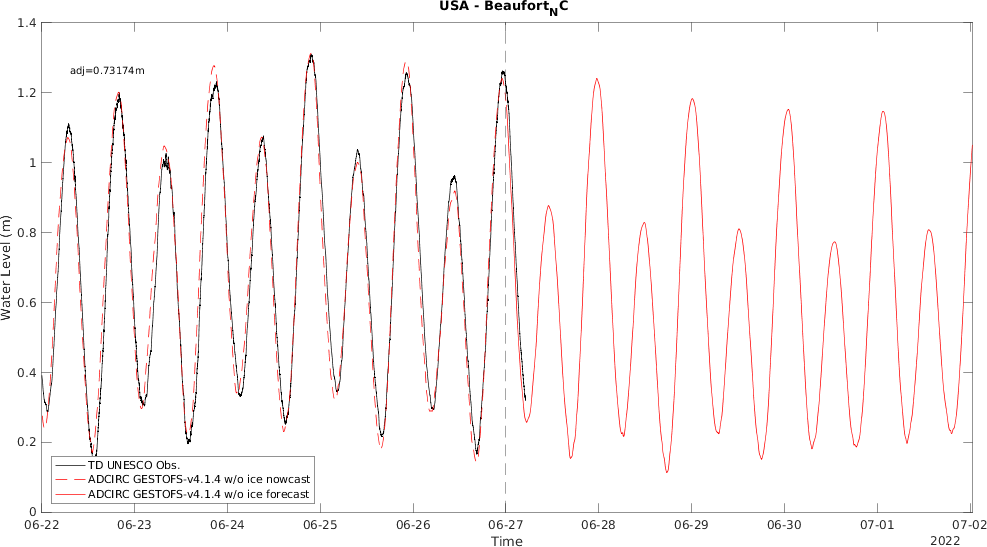 USA - Beaufort_NC
adj=0.73174m
1.4
1.2
1
0.8
0.6
0.4
0.2
0
Water Level (m)
TD UNESCO Obs.
ADCIRC GESTOFS-v4.1.4 w/o ice nowcast
ADCIRC GESTOFS-v4.1.4 w/o ice forecast
06-22 06-23 06-24 06-25 06-26 06-27 06-28 06-29 06-30 07-01 07-02
Time
2022